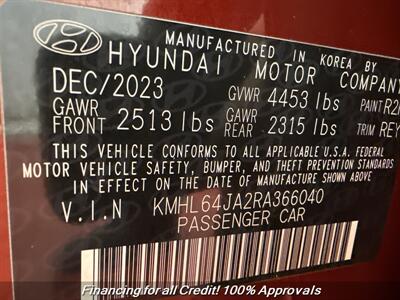 MANUFACTURED IN KOREA BY
HYUNDAI MOTOR COMPANY
DEC/2023 GVWR 4453 lbs PAINT
GAWR FRONT 2513 lbs GAWR REAR 2315 lbs TRIM REY
THIS VEHICLE CONFORMS TO ALL APPLICABLE U.S.A. FEDERAL
MOTOR VEHICLE SAFETY, BUMPER, AND THEFT PREVENTION STANDARDS
IN EFFECT ON THE DATE OF MANUFACTURE SHOWN ABOVE
V.I.N KMHL64JA2RA366040
PASSENGER CAR
Financing for all Credit! 100% Approvals